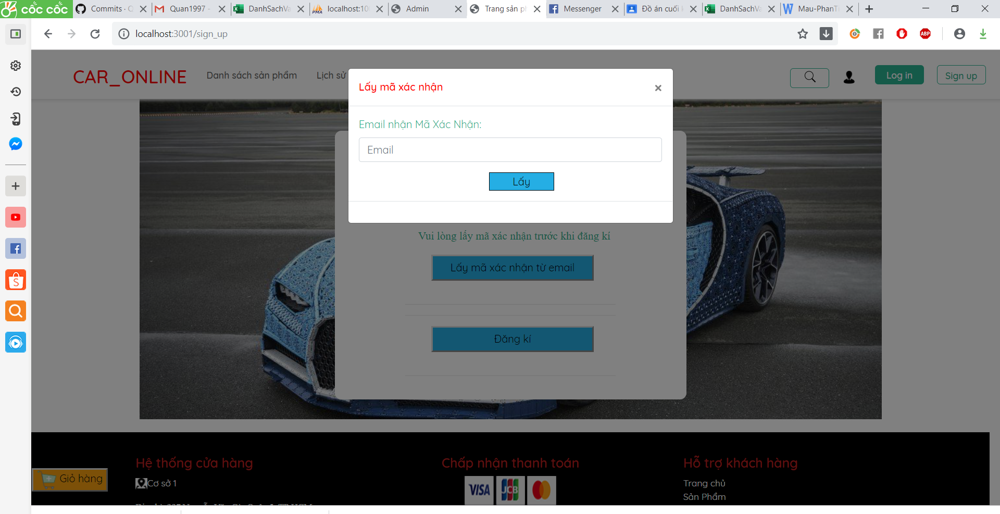 cốc cốc
Commits · Q
Quan1997 -
DanhSachVa
localhost:10
Admin
Trang sản p
Messenger
Đồ án cuối
DanhSachVa
Mau-PhanTi
localhost:3001/sign_up
ABP
CAR_ONLINE
Danh sách sản phẩm
Lịch sử
Log in
Sign up
Lấy mã xác nhận
×
Email nhận Mã Xác Nhận:
Email
Lấy
Vui lòng lấy mã xác nhận trước khi đăng kí
Lấy mã xác nhận từ email
Đăng kí
Hệ thống cửa hàng
Chấp nhận thanh toán
Hỗ trợ khách hàng
Giỏ hàng
Cơ sở 1
VISA
JCB
Trang chủ
Sản Phẩm